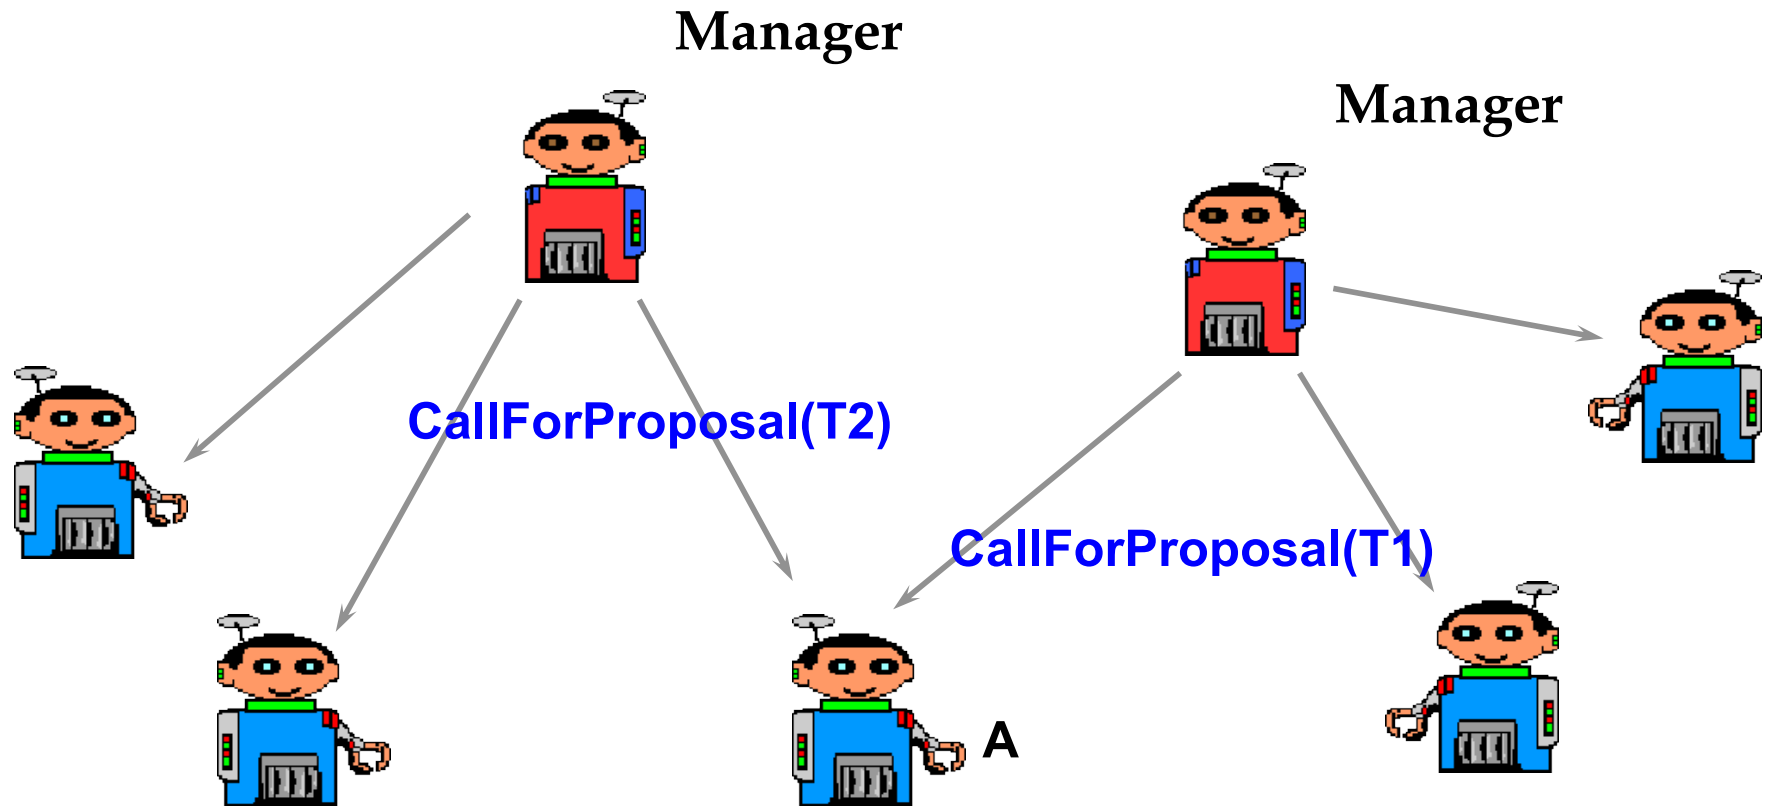 Manager
Manager
CallForProposal(T2)
CallForProposal(T1)
A